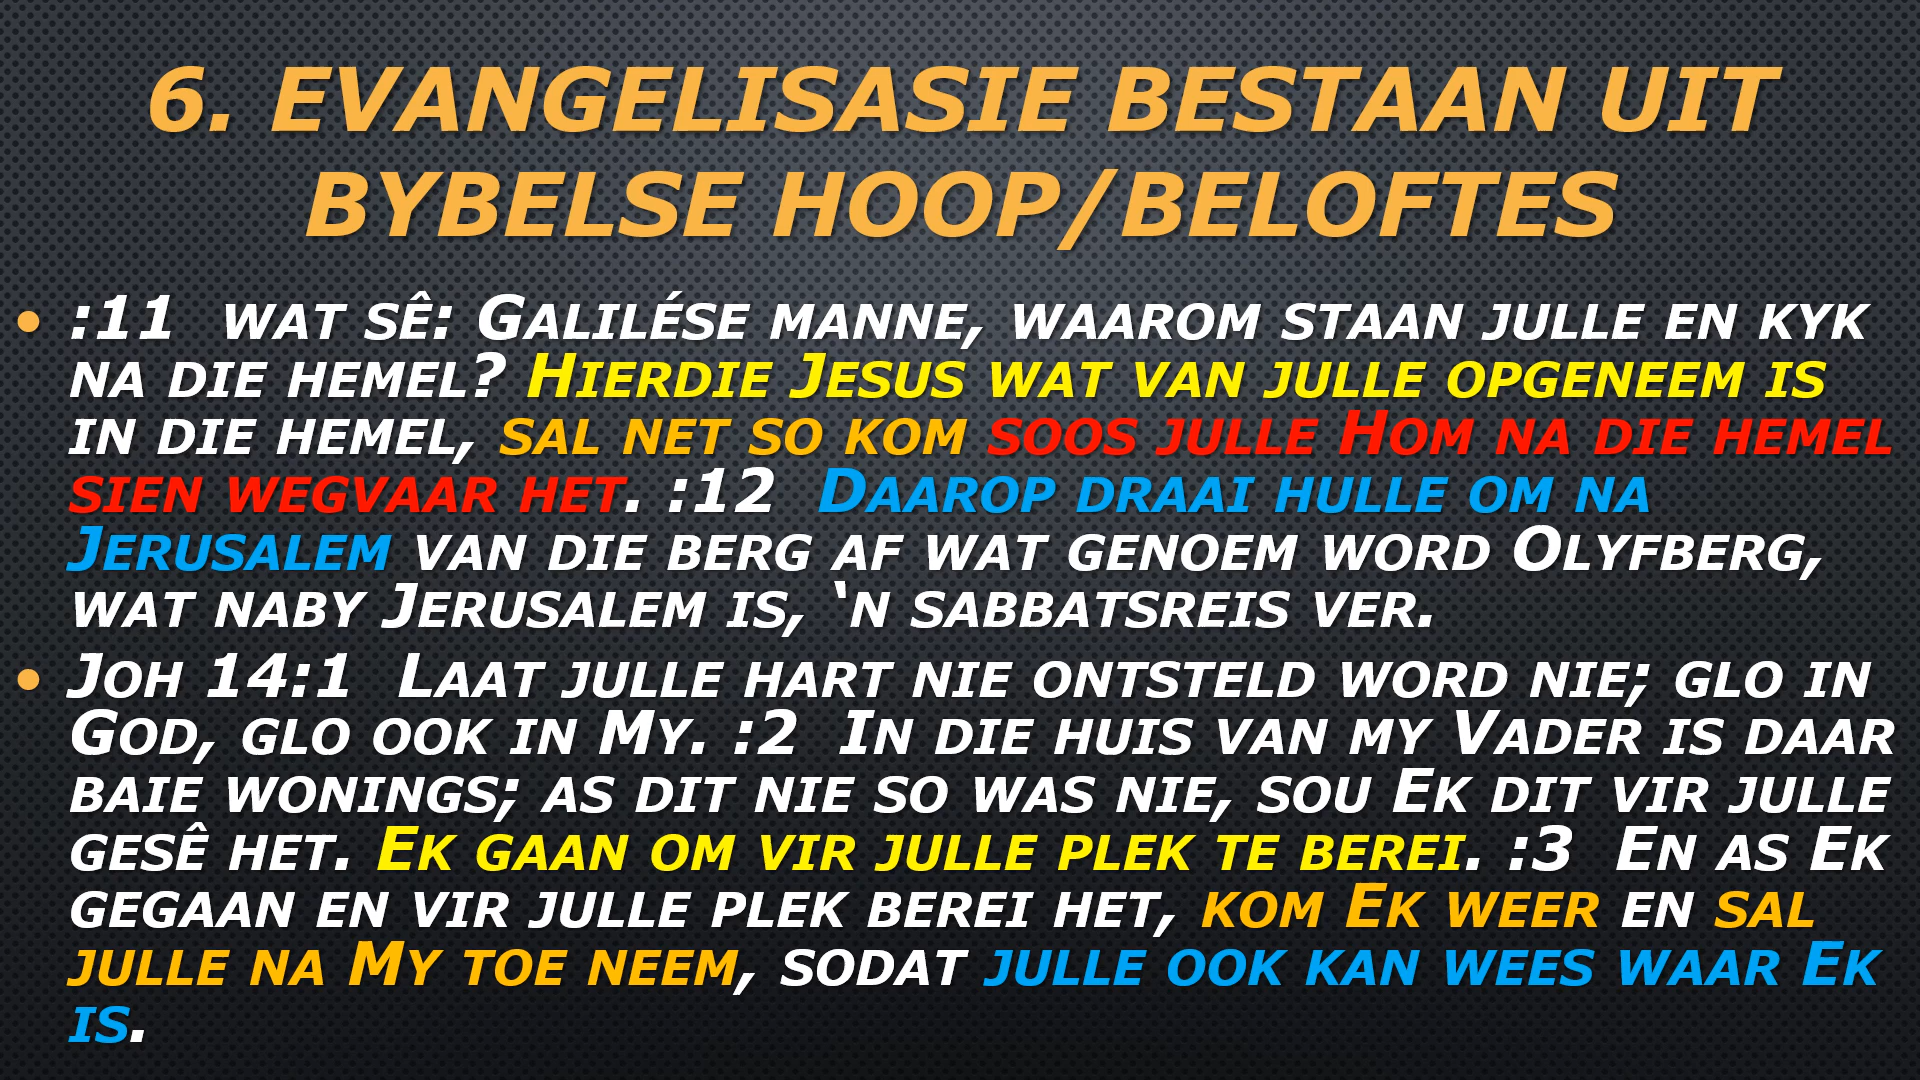 6. EVANGELISASIE BESTAAN UIT
BYBELSE HOOP/BELOFTES
• :11 WAT SÊ: GALILÉSE MANNE, WAAROM STAAN JULLE EN KYK
NA DIE HEMEL? HIERDIE JESUS WAT VAN JULLE OPGENEEM IS
IN DIE HEMEL, SAL NET SO KOM SOOS JULLE HOM NA DIE HEMEL
SIEN WEGVAAR HET. :12 DAAROP DRAAI HULLE OM NA
JERUSALEM VAN DIE BERG AF WAT GENOEM WORD OLYFBERG,
WAT NABY JERUSALEM IS, ‘N SABBATSREIS VER.
• JOH 14:1 LAAT JULLE HART NIE ONTSTELD WORD NIE; GLO IN
GOD, GLO OOK IN MY. :2 IN DIE HUIS VAN MY VADER IS DAAR
BAIE WONINGS; AS DIT NIE SO WAS NIE, SOU EK DIT VIR JULLE
GESÊ HET. EK GAAN OM VIR JULLE PLEK TE BEREI. :3 EN AS EK
GEGAAN EN VIR JULLE PLEK BEREI HET, KOM EK WEER EN SAL
JULLE NA MY TOE NEEM, SODAT JULLE OOK KAN WEES WAAR EK
IS.